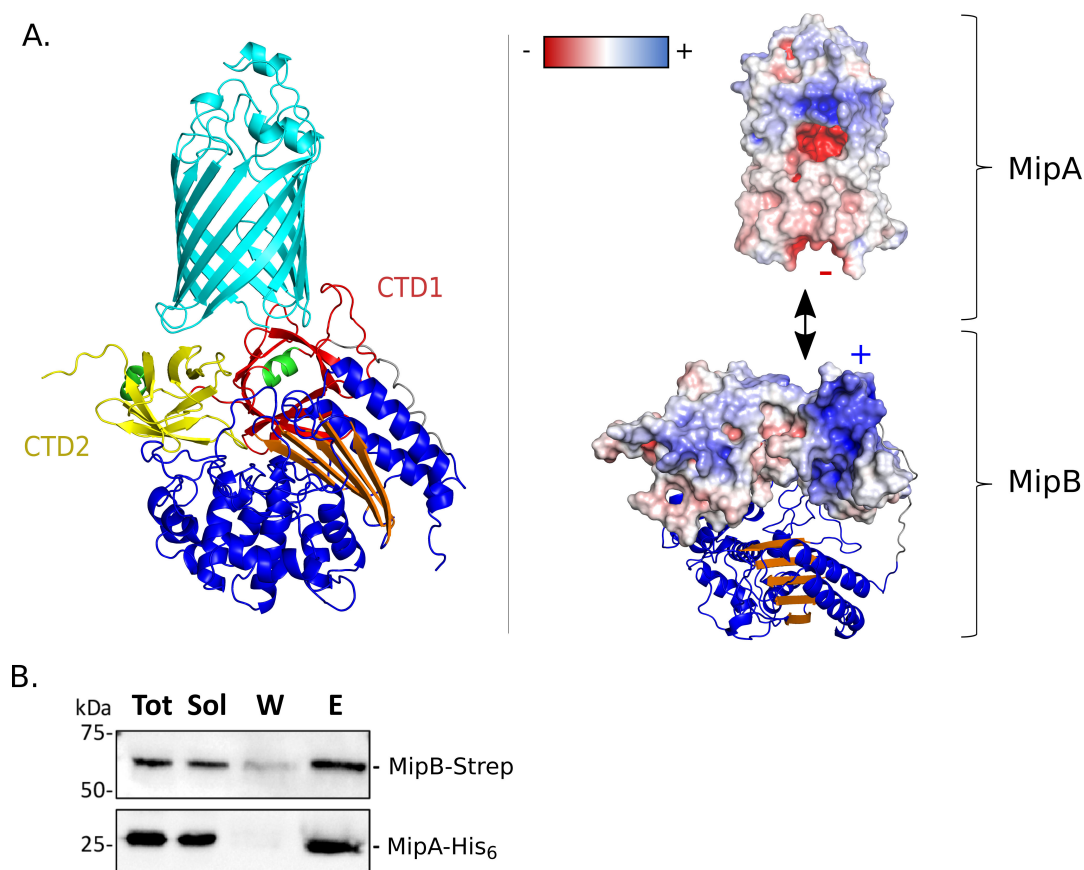 A.
- +
MipA
CTD1
-
+
CTD2
MipB
B.
kDa Tot Sol W E
75-
- MipB-Strep
50-
25- - MipA-His₆